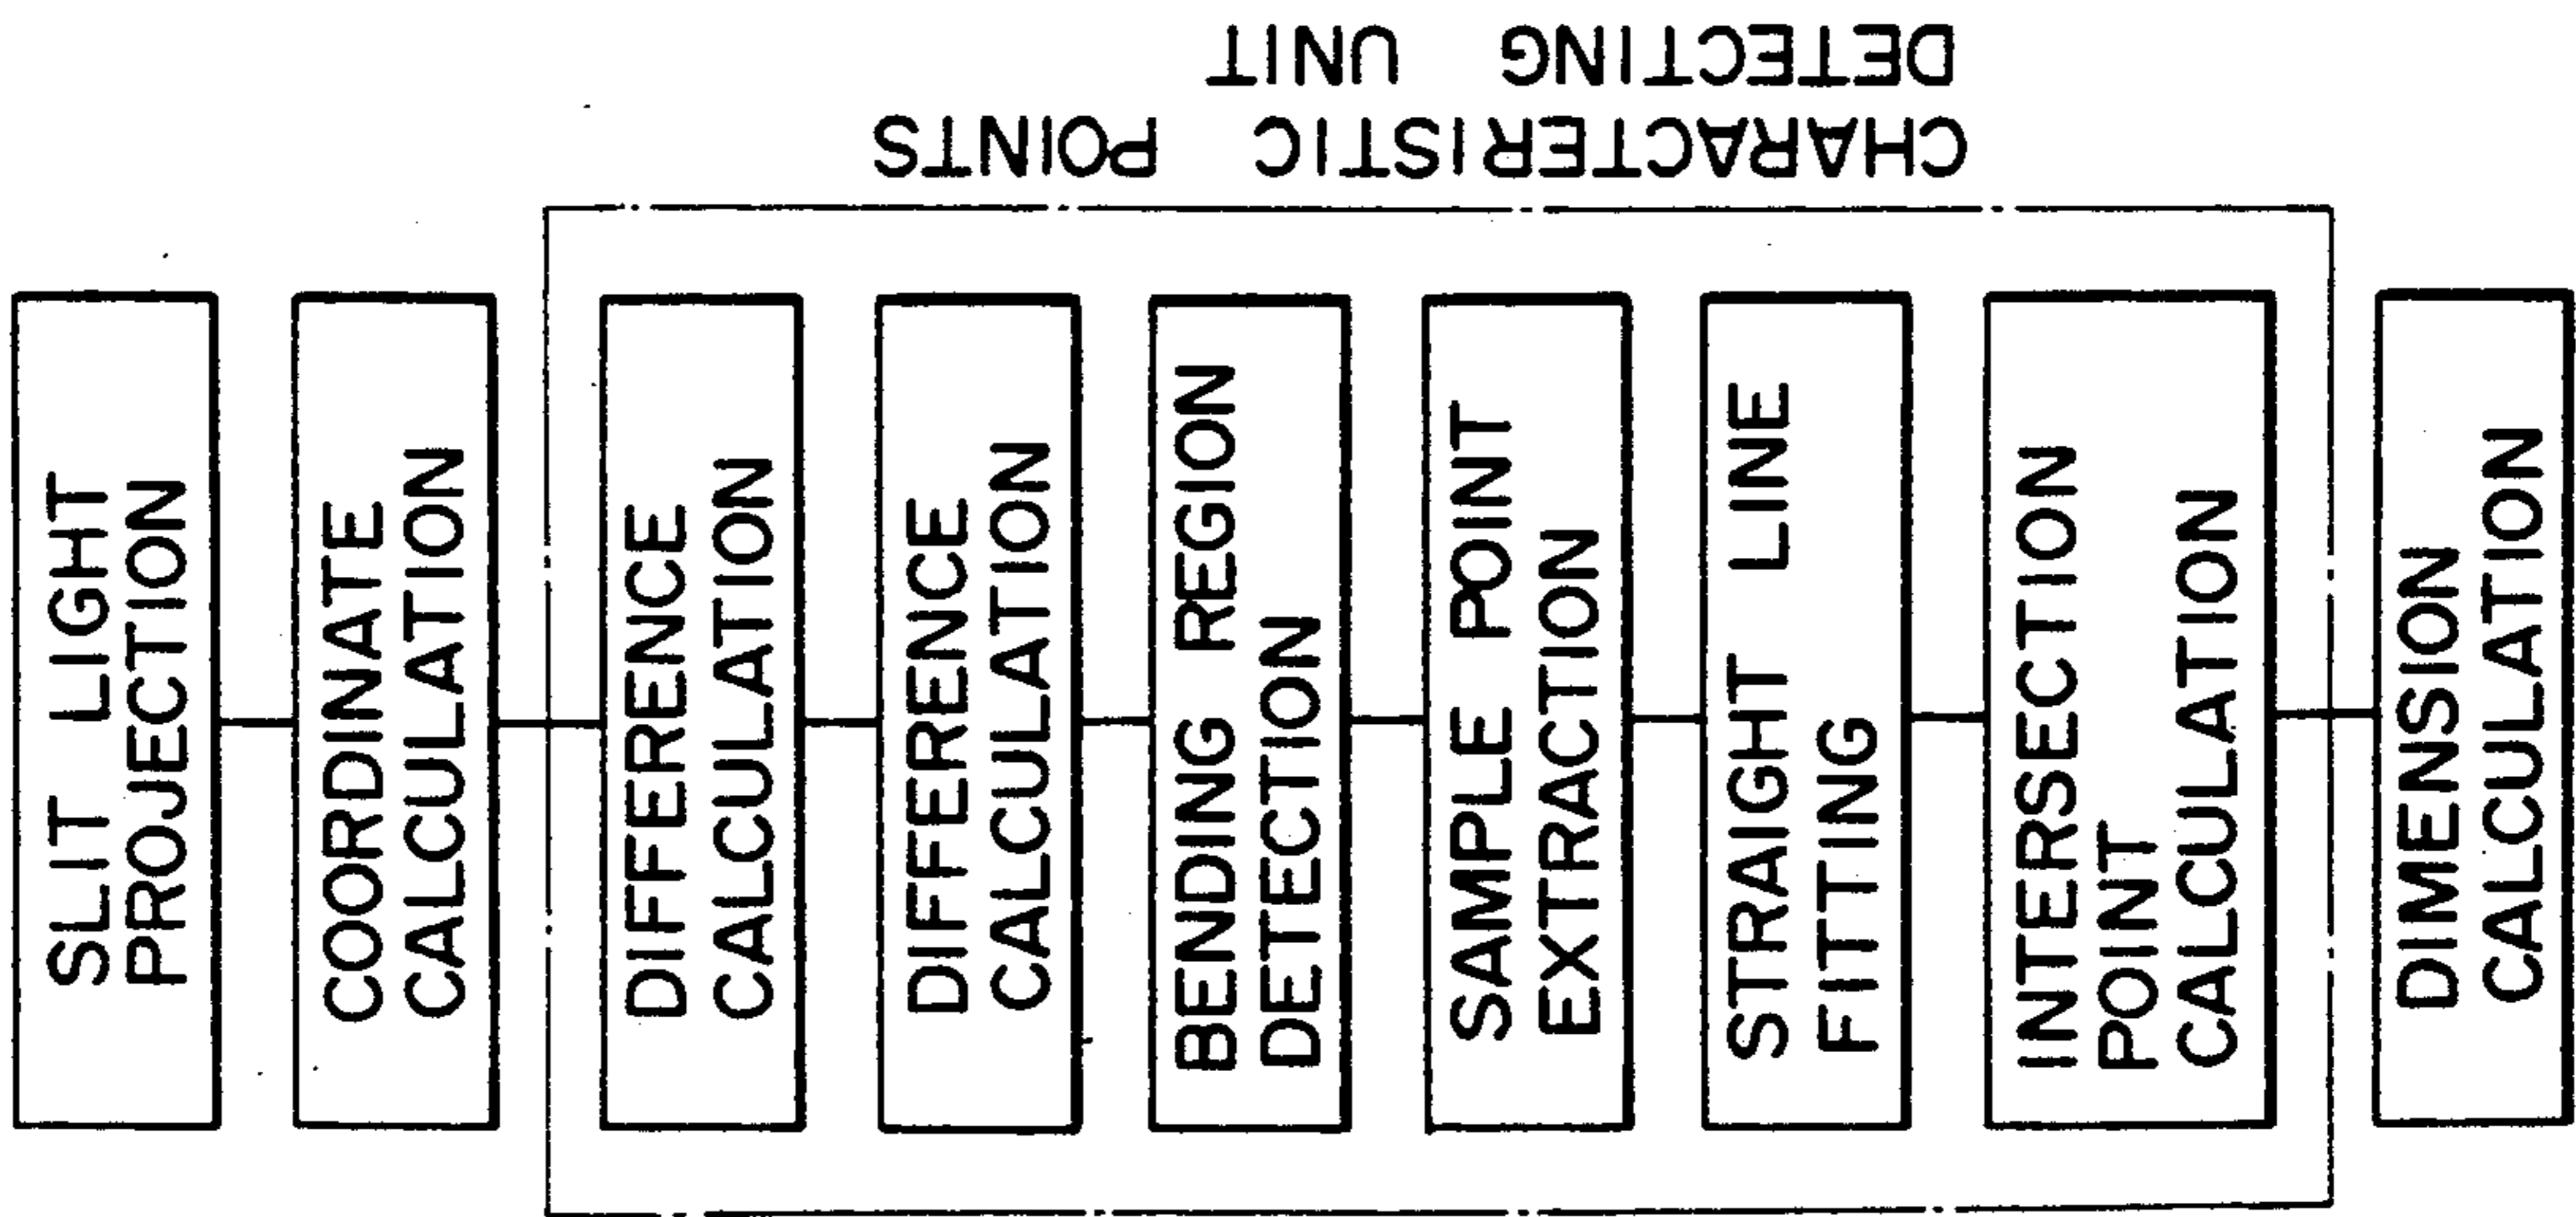 SLIT LIGHT
PROJECTION
COORDINATE
CALCULATION
DIFFERENCE
CALCULATION
DIFFERENCE
CALCULATION
BENDING REGION
DETECTION
SAMPLE POINT
EXTRACTION
STRAIGHT LINE
FITTING
INTERSECTION
POINT
CALCULATION
DIMENSION
CALCULATION
CHARACTERISTIC POINTS
DETECTING UNIT